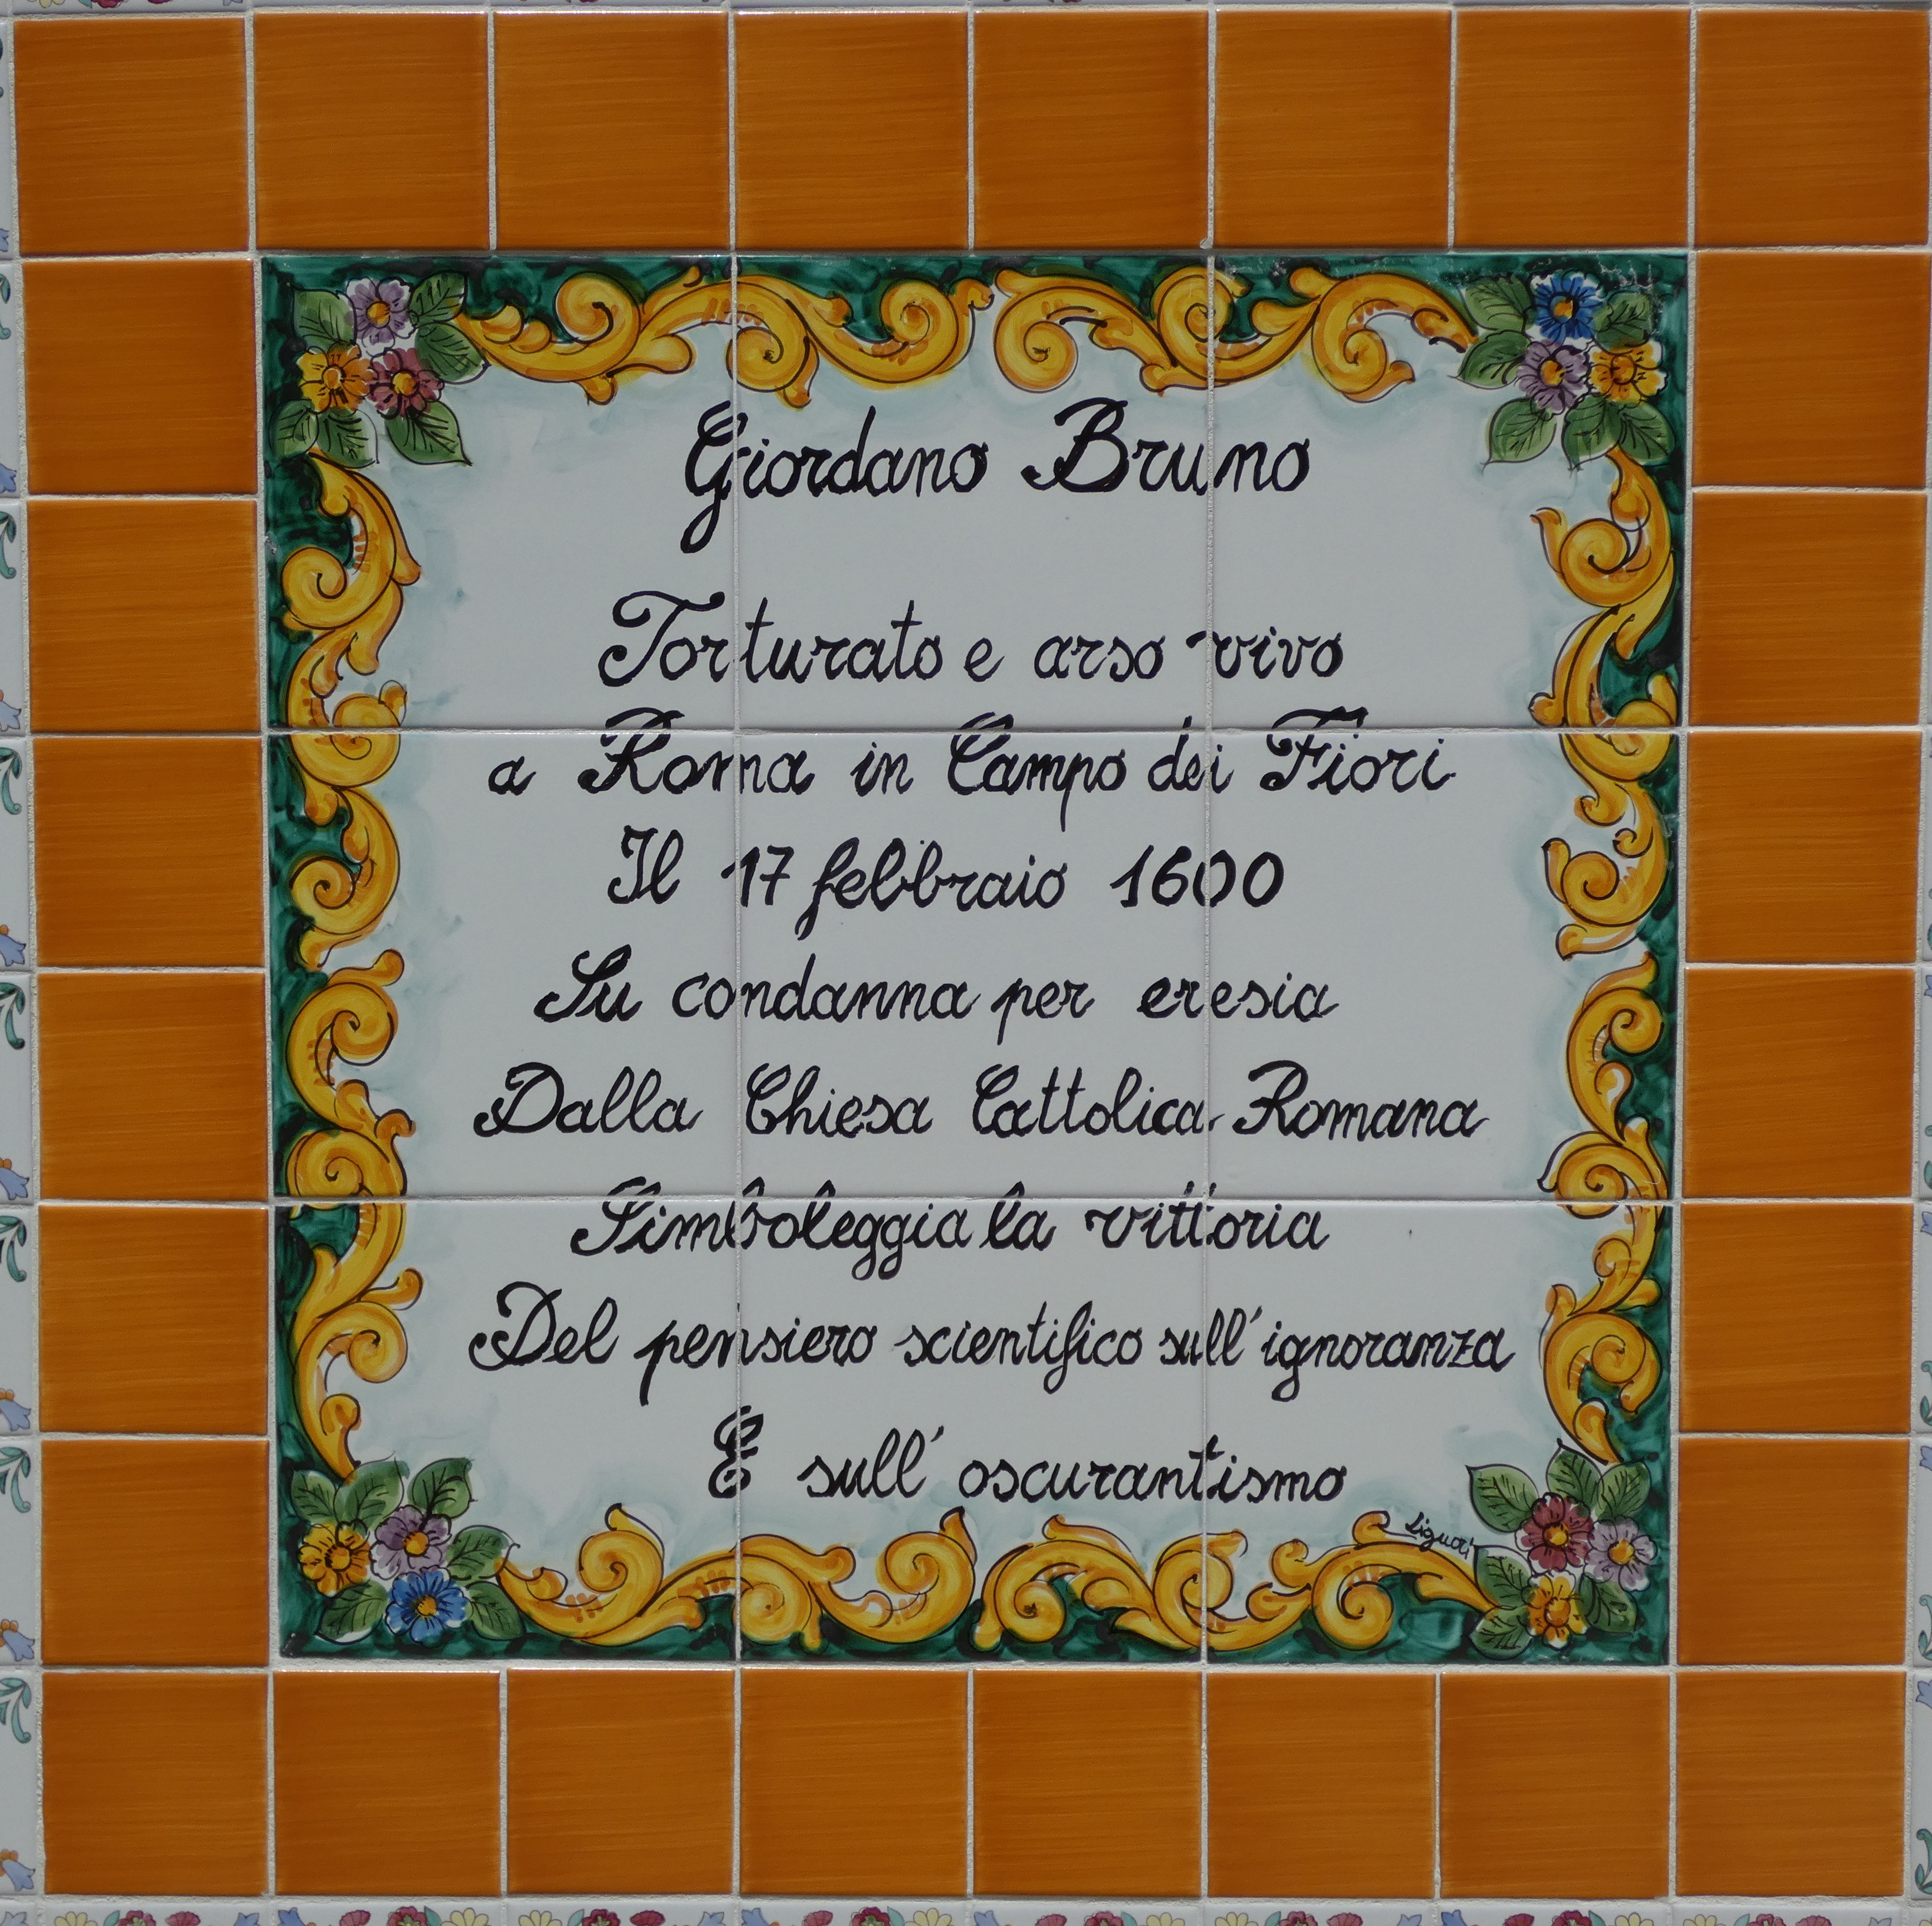 Giordano Bruno
Torturato e arso vivo
a Roma in Campo dei Fiori
Il 17 febbraio 1600
Su condanna per eresia
Dalla Chiesa Cattolica Romana
Simboleggia la vittoria
Del pensiero scientifico sull'ignoranza
E sull'oscurantismo
Liguori